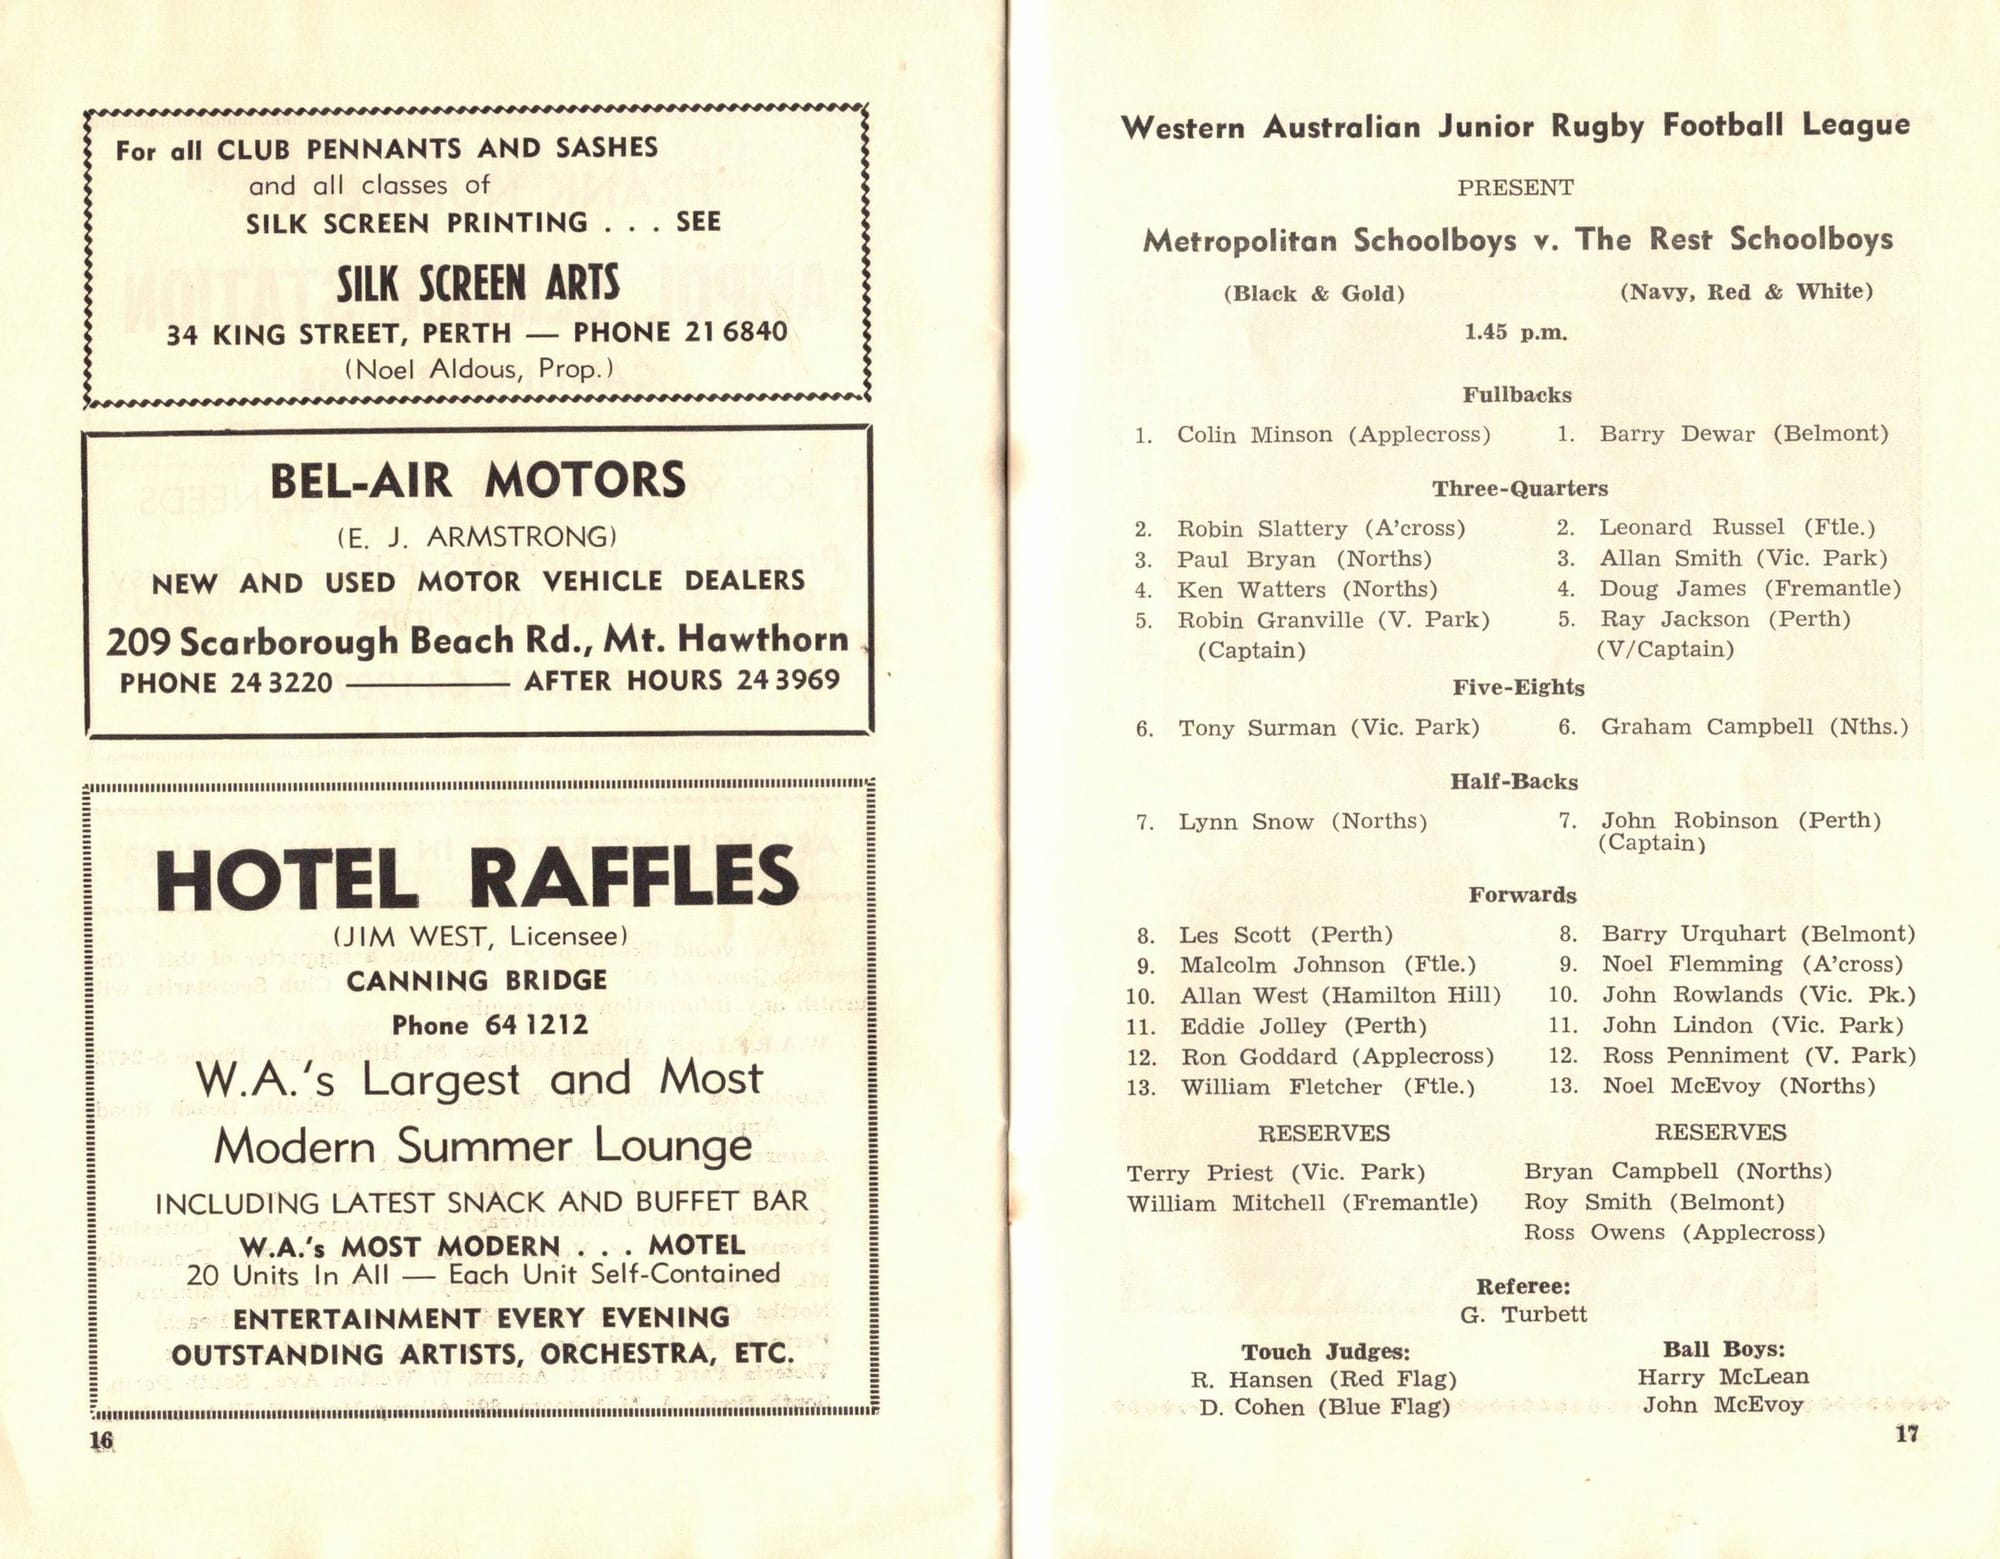 For all CLUB PENNANTS AND SASHES
and all classes of
SILK SCREEN PRINTING . . . SEE
SILK SCREEN ARTS
34 KING STREET, PERTH — PHONE 21 6840
(Noel Aldous, Prop.)
BEL-AIR MOTORS
(E. J. ARMSTRONG)
NEW AND USED MOTOR VEHICLE DEALERS
209 Scarborough Beach Rd., Mt. Hawthorn
PHONE 24 3220 ——— AFTER HOURS 24 3969
HOTEL RAFFLES
(JIM WEST, Licensee)
CANNING BRIDGE
Phone 64 1212
W.A.'s Largest and Most
Modern Summer Lounge
INCLUDING LATEST SNACK AND BUFFET BAR
W.A.'s MOST MODERN . . . MOTEL
20 Units In All — Each Unit Self-Contained
ENTERTAINMENT EVERY EVENING
OUTSTANDING ARTISTS, ORCHESTRA, ETC.
16
Western Australian Junior Rugby Football League
PRESENT
Metropolitan Schoolboys v. The Rest Schoolboys
(Black & Gold) (Navy, Red & White)
1.45 p.m.
Fullbacks
1. Colin Minson (Applecross) 1. Barry Dewar (Belmont)
Three-Quarters
2. Robin Slattery (A'cross) 2. Leonard Russel (Ftle.)
3. Paul Bryan (Norths) 3. Allan Smith (Vic. Park)
4. Ken Watters (Norths) 4. Doug James (Fremantle)
5. Robin Granville (V. Park) 5. Ray Jackson (Perth)
(Captain) (V/Captain)
Five-Eights
6. Tony Surman (Vic. Park) 6. Graham Campbell (Nths.)
Half-Backs
7. Lynn Snow (Norths) 7. John Robinson (Perth)
(Captain)
Forwards
8. Les Scott (Perth) 8. Barry Urquhart (Belmont)
9. Malcolm Johnson (Ftle.) 9. Noel Flemming (A'cross)
10. Allan West (Hamilton Hill) 10. John Rowlands (Vic. Pk.)
11. Eddie Jolley (Perth) 11. John Lindon (Vic. Park)
12. Ron Goddard (Applecross) 12. Ross Penniment (V. Park)
13. William Fletcher (Ftle.) 13. Noel McEvoy (Norths)
RESERVES RESERVES
Terry Priest (Vic. Park) Bryan Campbell (Norths)
William Mitchell (Fremantle) Roy Smith (Belmont)
Ross Owens (Applecross)
Referee:
G. Turbett
Touch Judges: Ball Boys:
R. Hansen (Red Flag) Harry McLean
D. Cohen (Blue Flag) John McEvoy
17